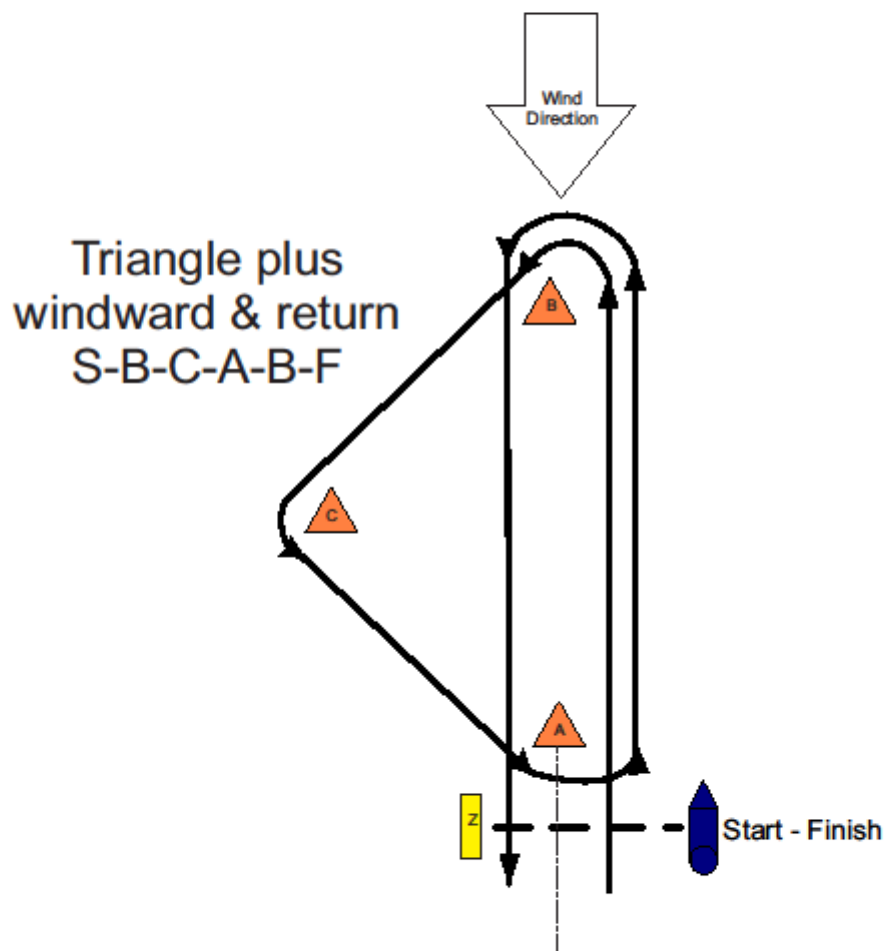 Wind
Direction
Triangle plus
windward & return
S-B-C-A-B-F
B
C
A
Z
Start - Finish